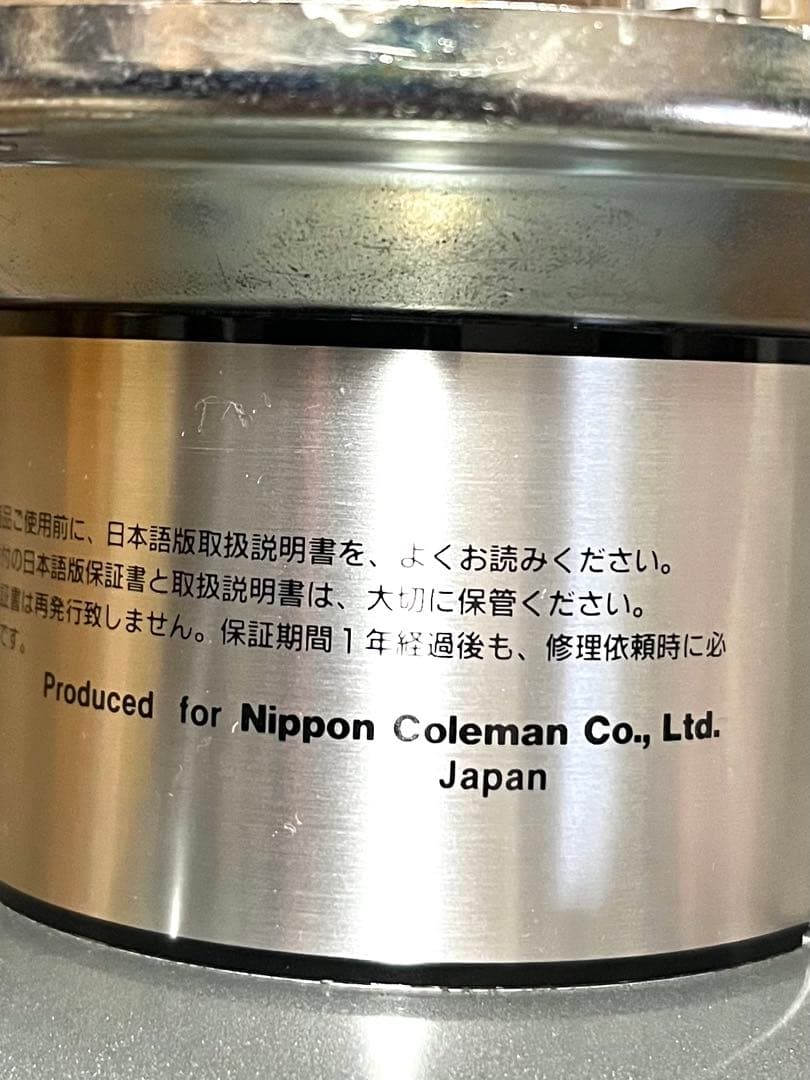 品ご使用前に、日本語版取扱説明書を、よくお読みください。
付の日本語版保証書と取扱説明書は、大切に保管ください。
証書は再発行致しません。保証期間1年経過後も、修理依頼時に必
です。
Produced for Nippon Coleman Co., Ltd.
Japan